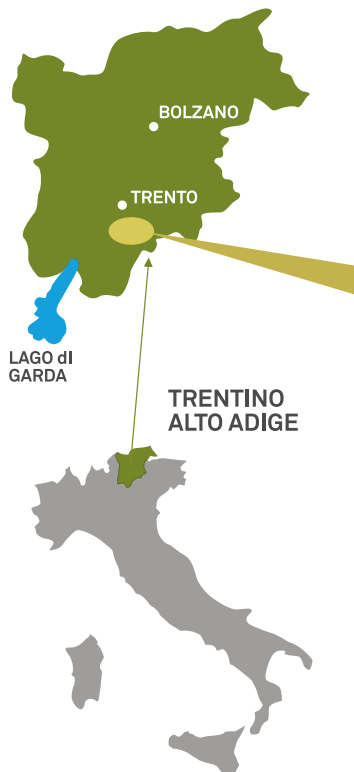 BOLZANO
TRENTO
LAGO di
GARDA
TRENTINO
ALTO ADIGE